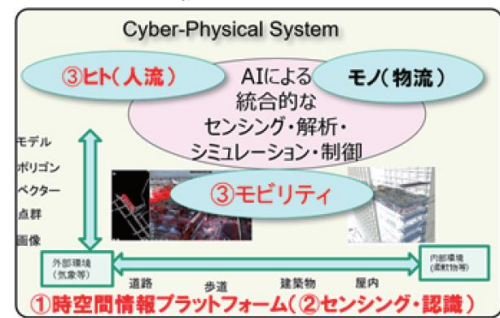 Cyber-Physical System
③ヒト(人流)
AIによる
統合的な
センシング・解析・
シミュレーション・制御
モノ(物流)
③モビリティ
モデル
ポリゴン
ベクター
点群
画像
外部環境
(気象等)
道路
歩道
建築物
屋内
内部環境
(柔軟物等)
①時空間情報プラットフォーム(②センシング・認識)